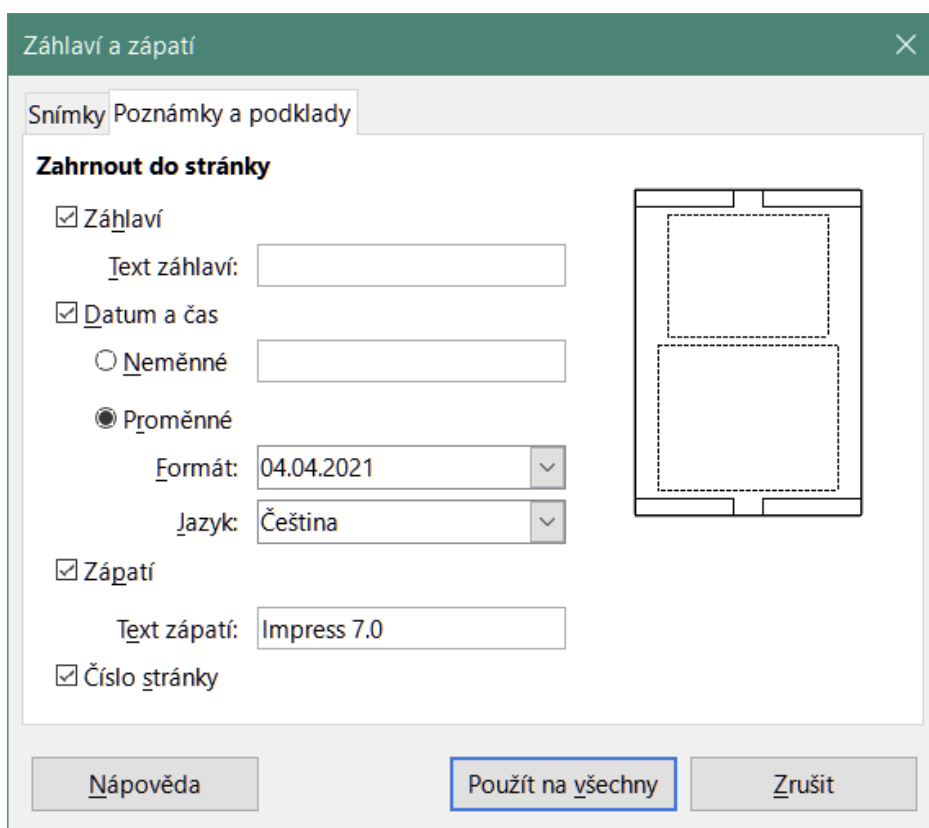 Záhlaví a zápatí
Snímky Poznámky a podklady
Zahrnout do stránky
Záhlaví
Text záhlaví:
Datum a čas
Neměnné
Proměnné
Formát: 04.04.2021
Jazyk: Čeština
Zápatí
Text zápatí: Impress 7.0
Číslo stránky
Nápověda Použít na všechny Zrušit